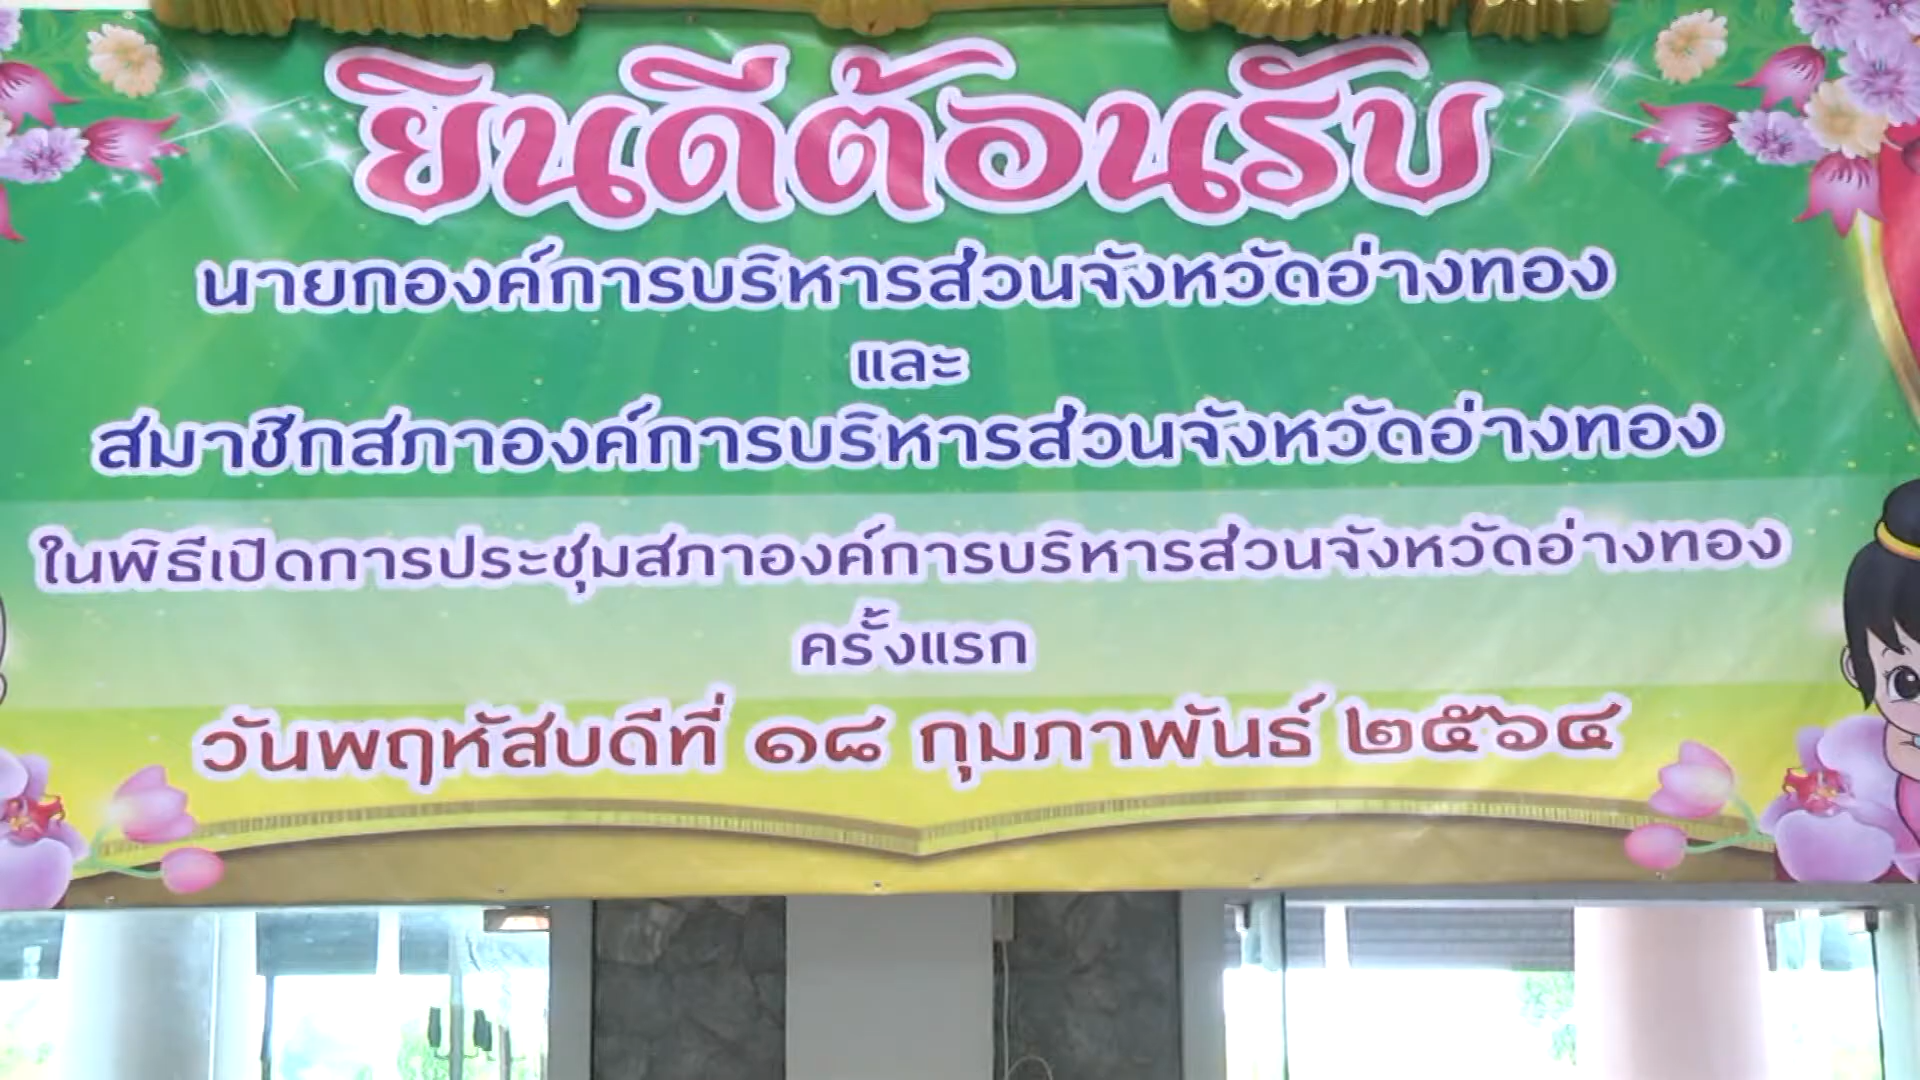 ยินดีต้อนรับ
นายกองค์การบริหารส่วนจังหวัดอ่างทอง
และ
สมาชิกสภาองค์การบริหารส่วนจังหวัดอ่างทอง
ในพิธีเปิดการประชุมสภาองค์การบริหารส่วนจังหวัดอ่างทอง
ครั้งแรก
วันพฤหัสบดีที่ ๑๘ กุมภาพันธ์ ๒๕๖๔